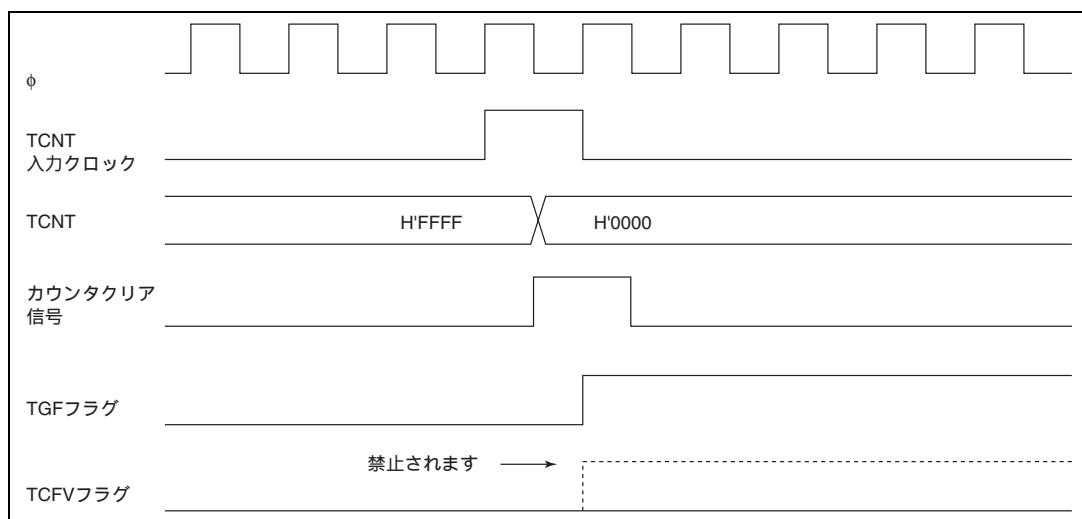 φ
TCNT
入力クロック
TCNT
H'FFFF
H'0000
カウンタクリア
信号
TGFフラグ
禁止されます
TCFVフラグ